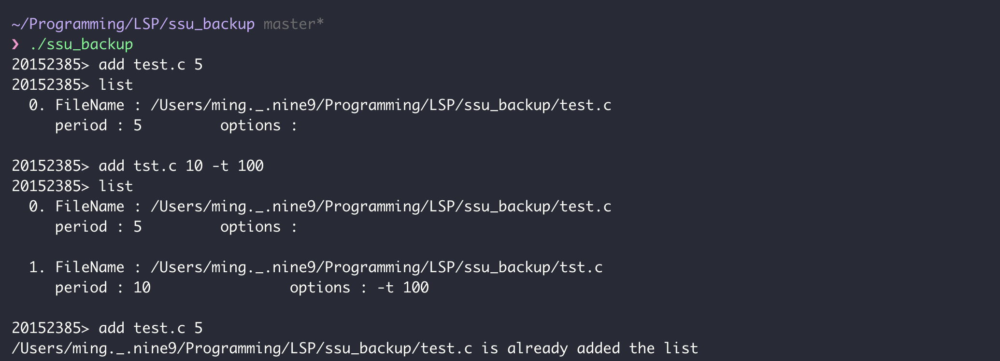 ~/Programming/LSP/ssu_backup master*
❯ ./ssu_backup
20152385> add test.c 5
20152385> list
  0. FileName : /Users/ming._.nine9/Programming/LSP/ssu_backup/test.c
     period : 5         options :
20152385> add tst.c 10 -t 100
20152385> list
  0. FileName : /Users/ming._.nine9/Programming/LSP/ssu_backup/test.c
     period : 5         options :
  1. FileName : /Users/ming._.nine9/Programming/LSP/ssu_backup/tst.c
     period : 10                options : -t 100
20152385> add test.c 5
/Users/ming._.nine9/Programming/LSP/ssu_backup/test.c is already added the list